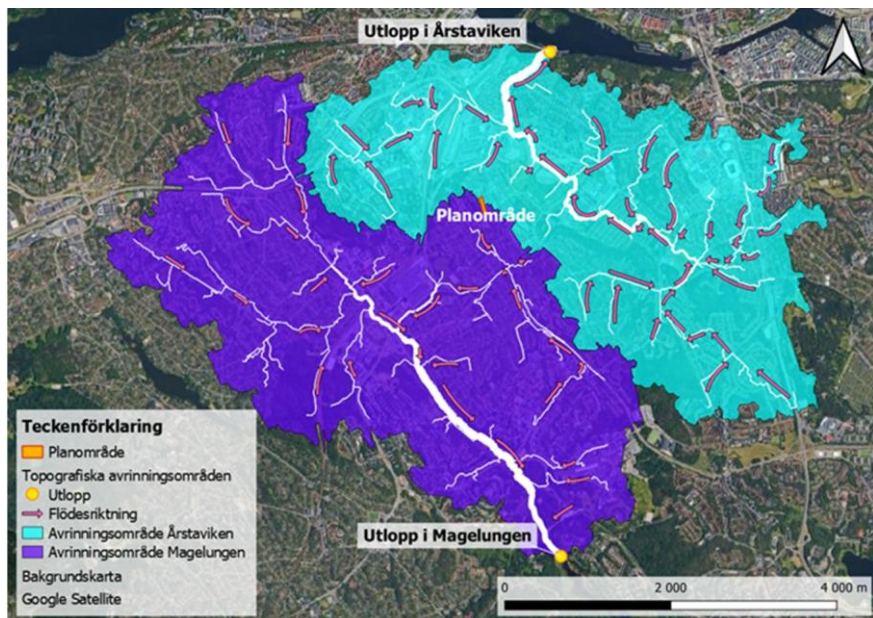 Utlopp i Årstaviken
Planområde
Utlopp i Magelungen
Teckenförklaring
Planområde
Topografiska avrinningsområden
Utlopp
Flödesriktning
Avrinningsområde Årstaviken
Avrinningsområde Magelungen
Bakgrundskarta
Google Satellite
0 2 000 4 000 m